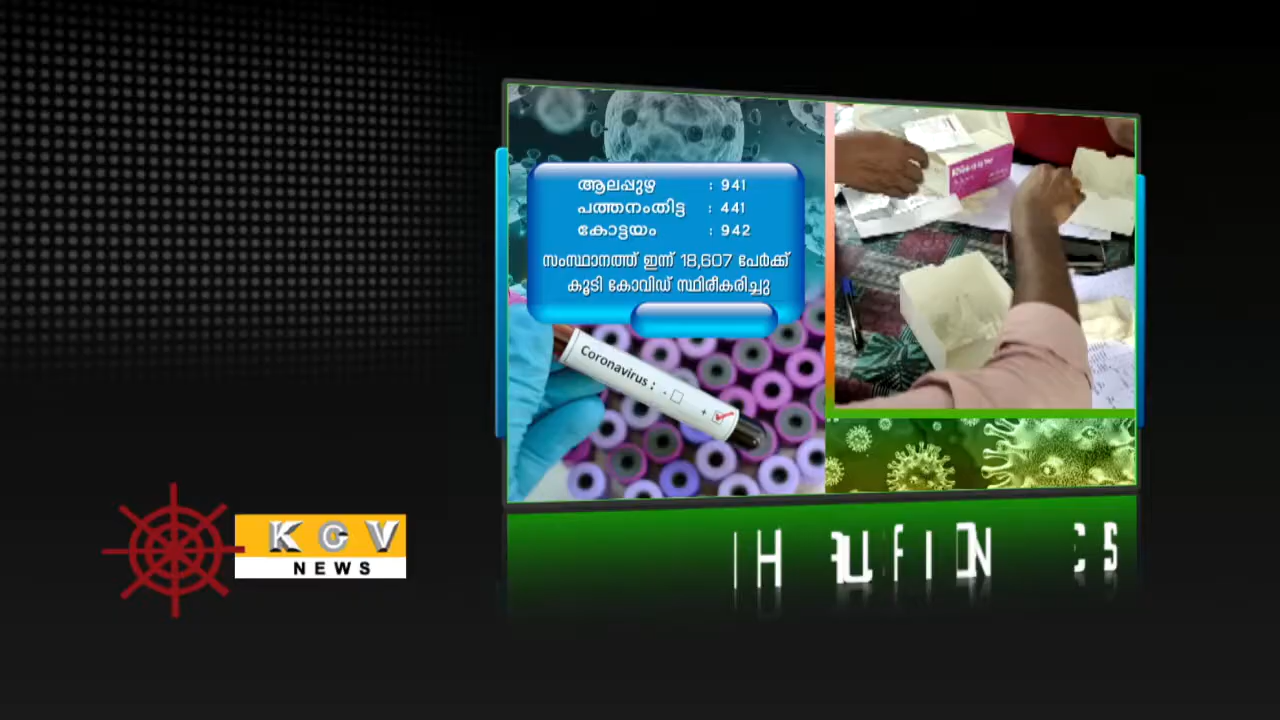 ആലപ്പുഴ : 941
പത്തനംതിട്ട : 441
കോട്ടയം : 942
സംസ്ഥാനത്ത് ഇന്ന് 18,607 പേർക്ക്
കൂടി കോവിഡ് സ്ഥിരീകരിച്ചു
Coronavirus :
- +
KCV
NEWS